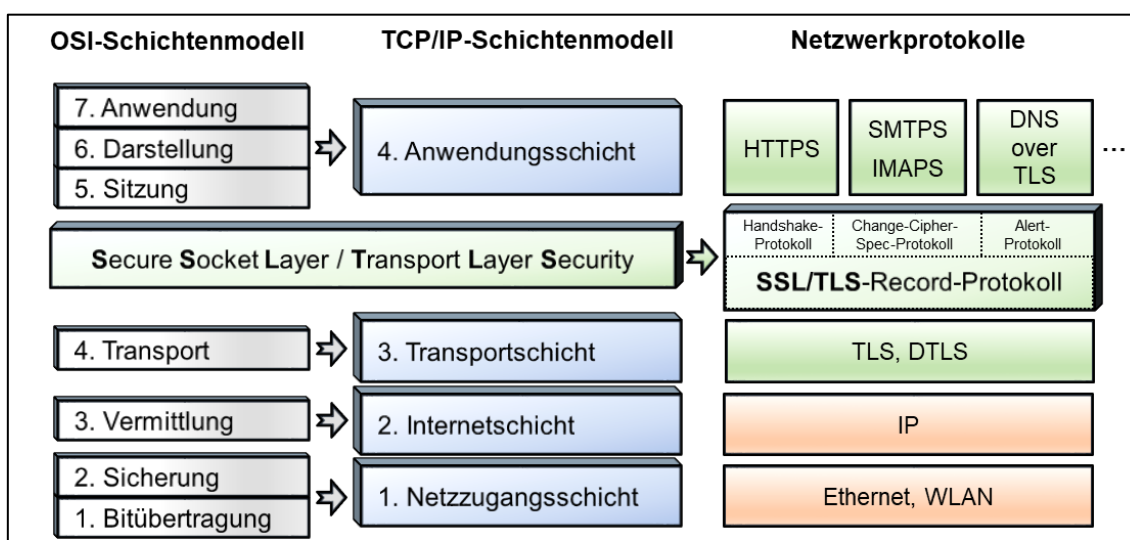 OSI-Schichtenmodell
TCP/IP-Schichtenmodell
Netzwerkprotokolle
7. Anwendung
6. Darstellung
5. Sitzung
4. Anwendungsschicht
HTTPS
SMTPS
IMAPS
DNS
over
TLS
...
Secure Socket Layer / Transport Layer Security
Handshake-
Protokoll
Change-Cipher-
Spec-Protokoll
Alert-
Protokoll
SSL/TLS-Record-Protokoll
4. Transport
3. Transportschicht
TLS, DTLS
3. Vermittlung
2. Internetschicht
IP
2. Sicherung
1. Bitübertragung
1. Netzzugangsschicht
Ethernet, WLAN